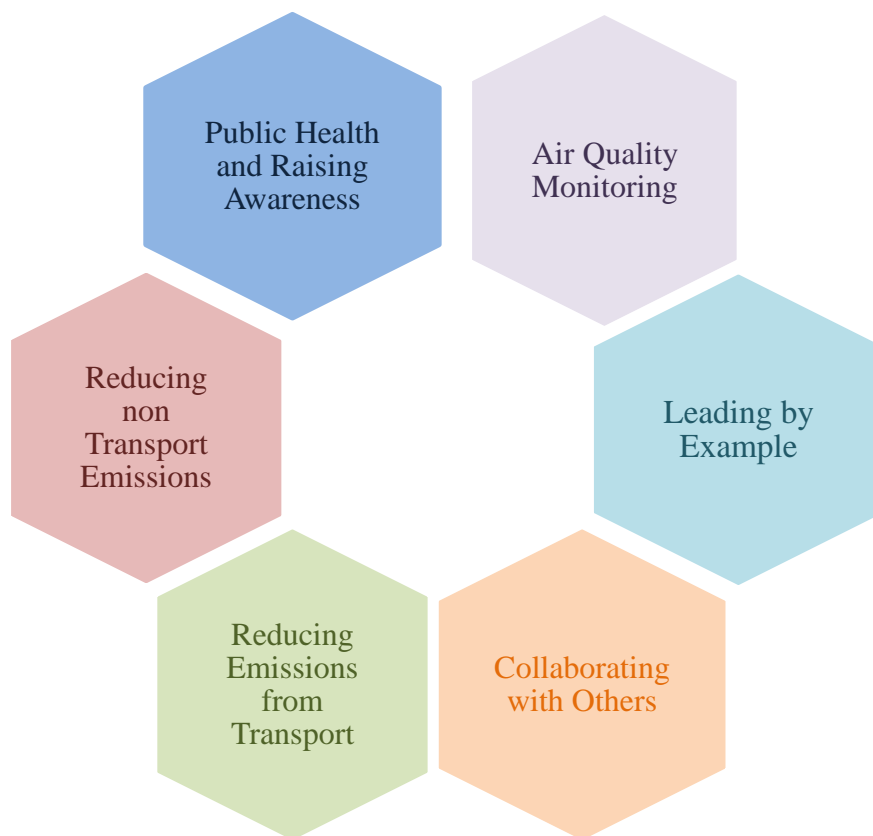 Public Health
and Raising
Awareness
Air Quality
Monitoring
Leading by
Example
Collaborating
with Others
Reducing
Emissions
from
Transport
Reducing
non
Transport
Emissions